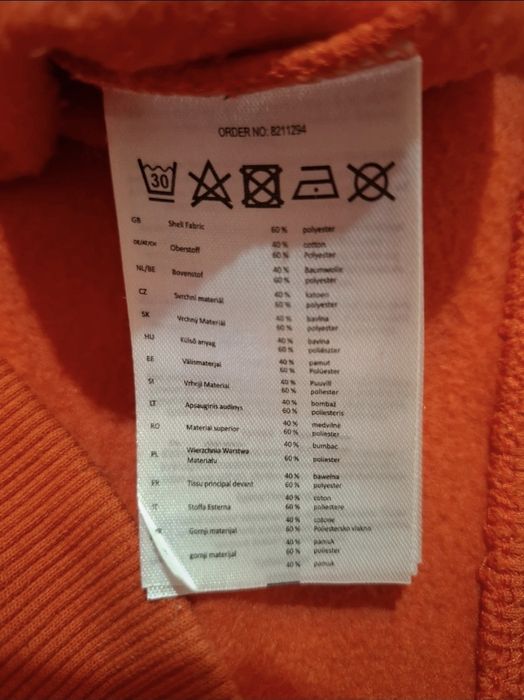 ORDER NO: 8211294
30
GB Shell Fabric 60 % polyester
40 % cotton
DE/AT/CH Oberstoff 60 % Polyester
40 % Baumwolle
NL/BE Bovenstof 60 % polyester
40 % katoen
CZ Svrchní materiál 60 % polyester
40 % bavlna
SK Vrchný Materiál 60 % polyester
40 % bavlna
HU Külső anyag 60 % poliészter
40 % pamut
EE Välismaterjal 60 % Polüester
40 % Puuvill
SI Vrhnji Material 60 % poliester
40 % bombaž
LT Apsauginis audinys 60 % poliesteris
40 % medvilnė
RO Material superior 60 % poliester
40 % bumbac
PL Wierzchnia Warstwa
Materiału 60 % poliester
40 % bawełna
FR Tissu principal devant 60 % polyester
40 % coton
IT Stoffa Esterna 60 % poliestere
40 % cotone
Gornji materijal 60 % Poliestersko vlakno
40 % pamuk
gornji materijal 60 % poliester
40 % pamuk